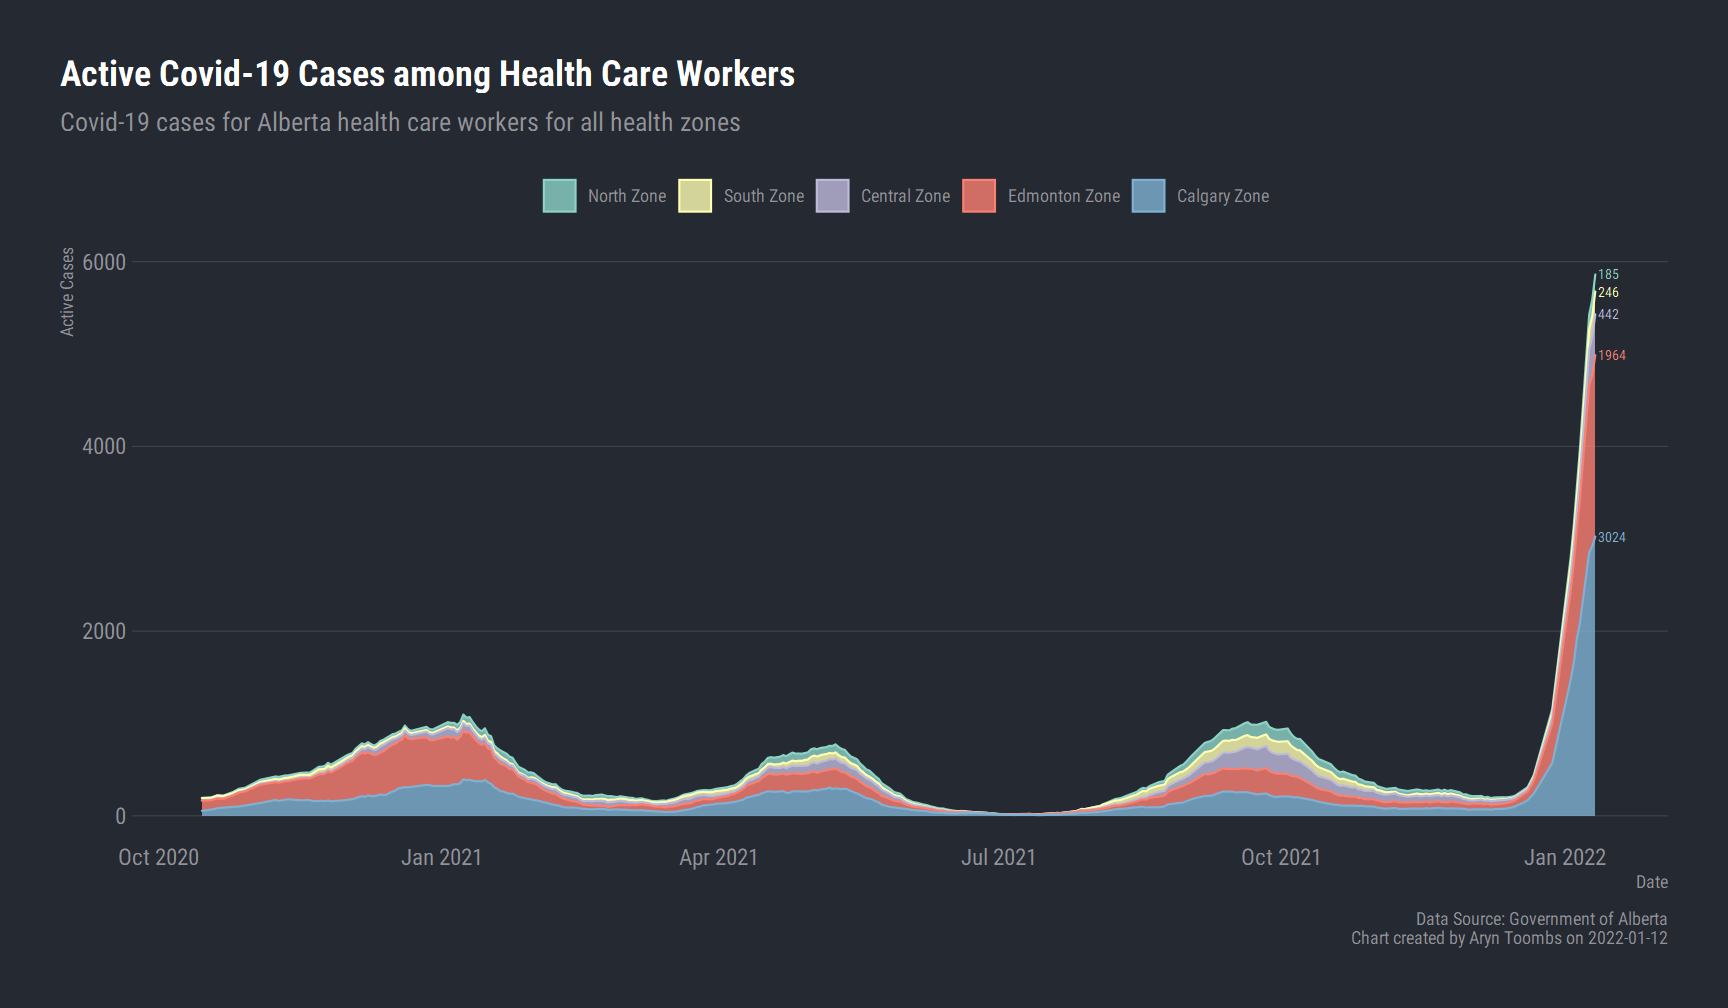 Active Covid-19 Cases among Health Care Workers
Covid-19 cases for Alberta health care workers for all health zones
North Zone South Zone Central Zone Edmonton Zone Calgary Zone
Active Cases
6000
4000
2000
0
185
246
442
1964
3024
Oct 2020 Jan 2021 Apr 2021 Jul 2021 Oct 2021 Jan 2022
Date
Data Source: Government of Alberta
Chart created by Aryn Toombs on 2022-01-12